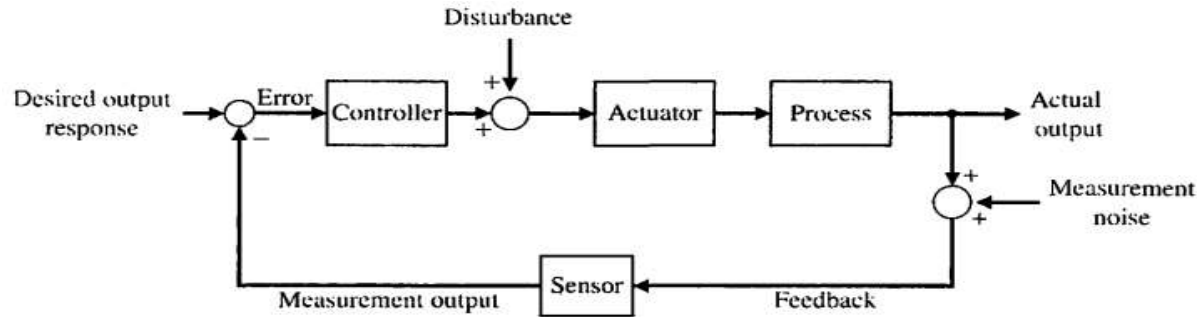 Disturbance
+
Desired output
response
Error
−
Controller
+
Actuator
Process
Actual
output
+
+
Measurement
noise
Sensor
Measurement output
Feedback